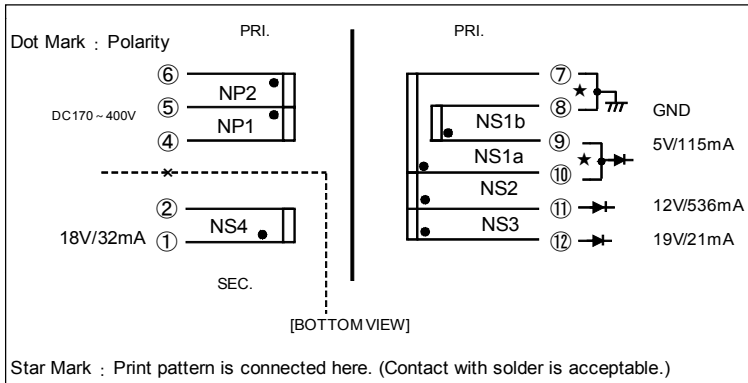 PRI.
PRI.
Dot Mark : Polarity
⑥
NP2
⑤
DC170~400V
NP1
④
②
NS4
18V/32mA
①
SEC.
⑦
★
⑧
GND
NS1b
⑨
5V/115mA
NS1a
★
⑩
NS2
⑪
12V/536mA
NS3
⑫
19V/21mA
[BOTTOM VIEW]
Star Mark : Print pattern is connected here. (Contact with solder is acceptable.)